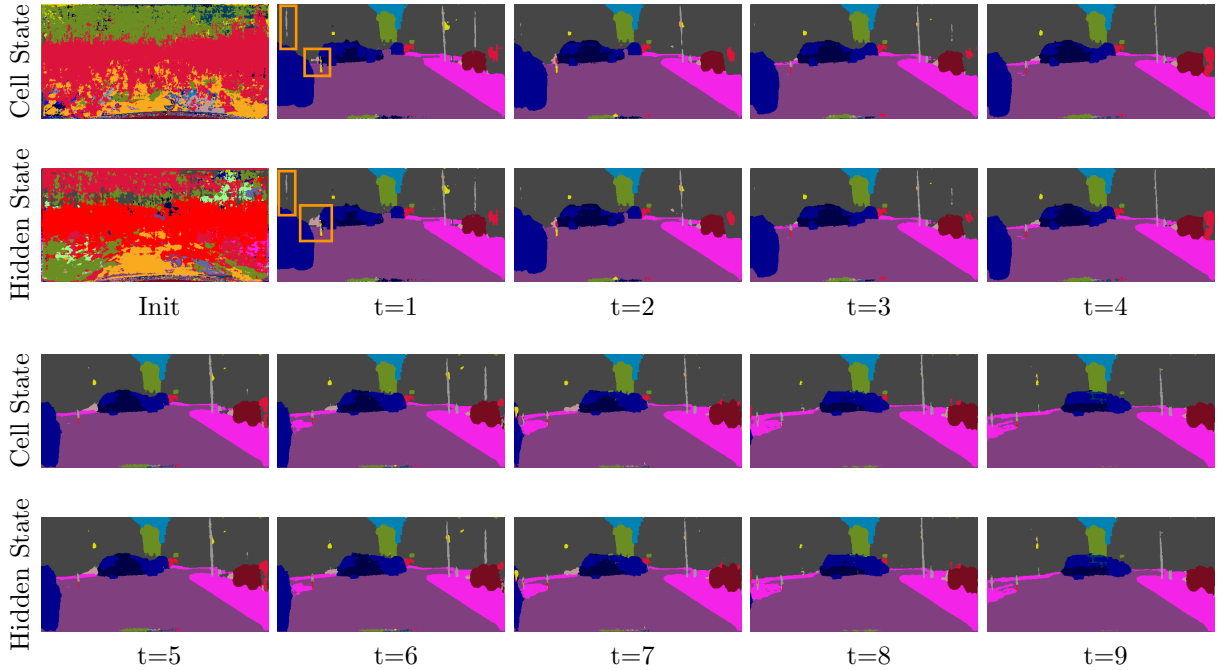 Cell State
Hidden State
Init t=1 t=2 t=3 t=4
Cell State
Hidden State
t=5 t=6 t=7 t=8 t=9